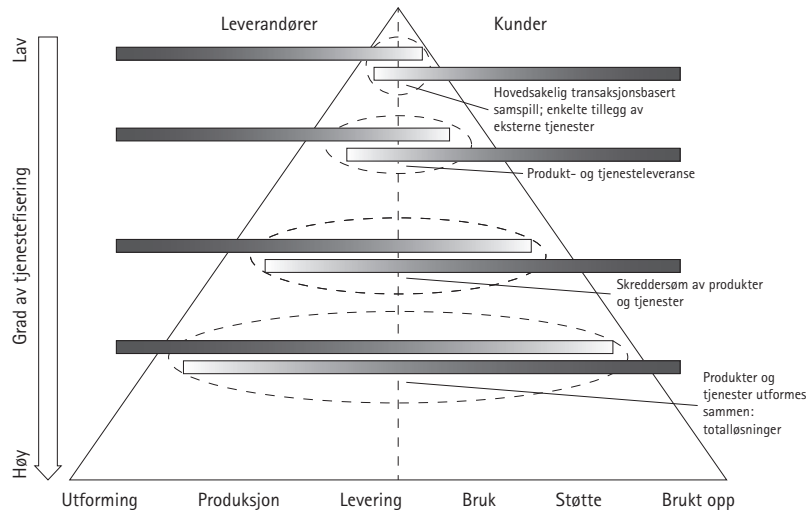 Leverandører
Kunder
Lav
Hovedsakelig transaksjonsbasert
samspill; enkelte tillegg av
eksterne tjenester
Produkt- og tjenesteleveranse
Grad av tjenestefisering
Skreddersøm av produkter
og tjenester
Produkter og
tjenester utformes
sammen:
totalløsninger
Høy
Utforming
Produksjon
Levering
Bruk
Støtte
Brukt opp